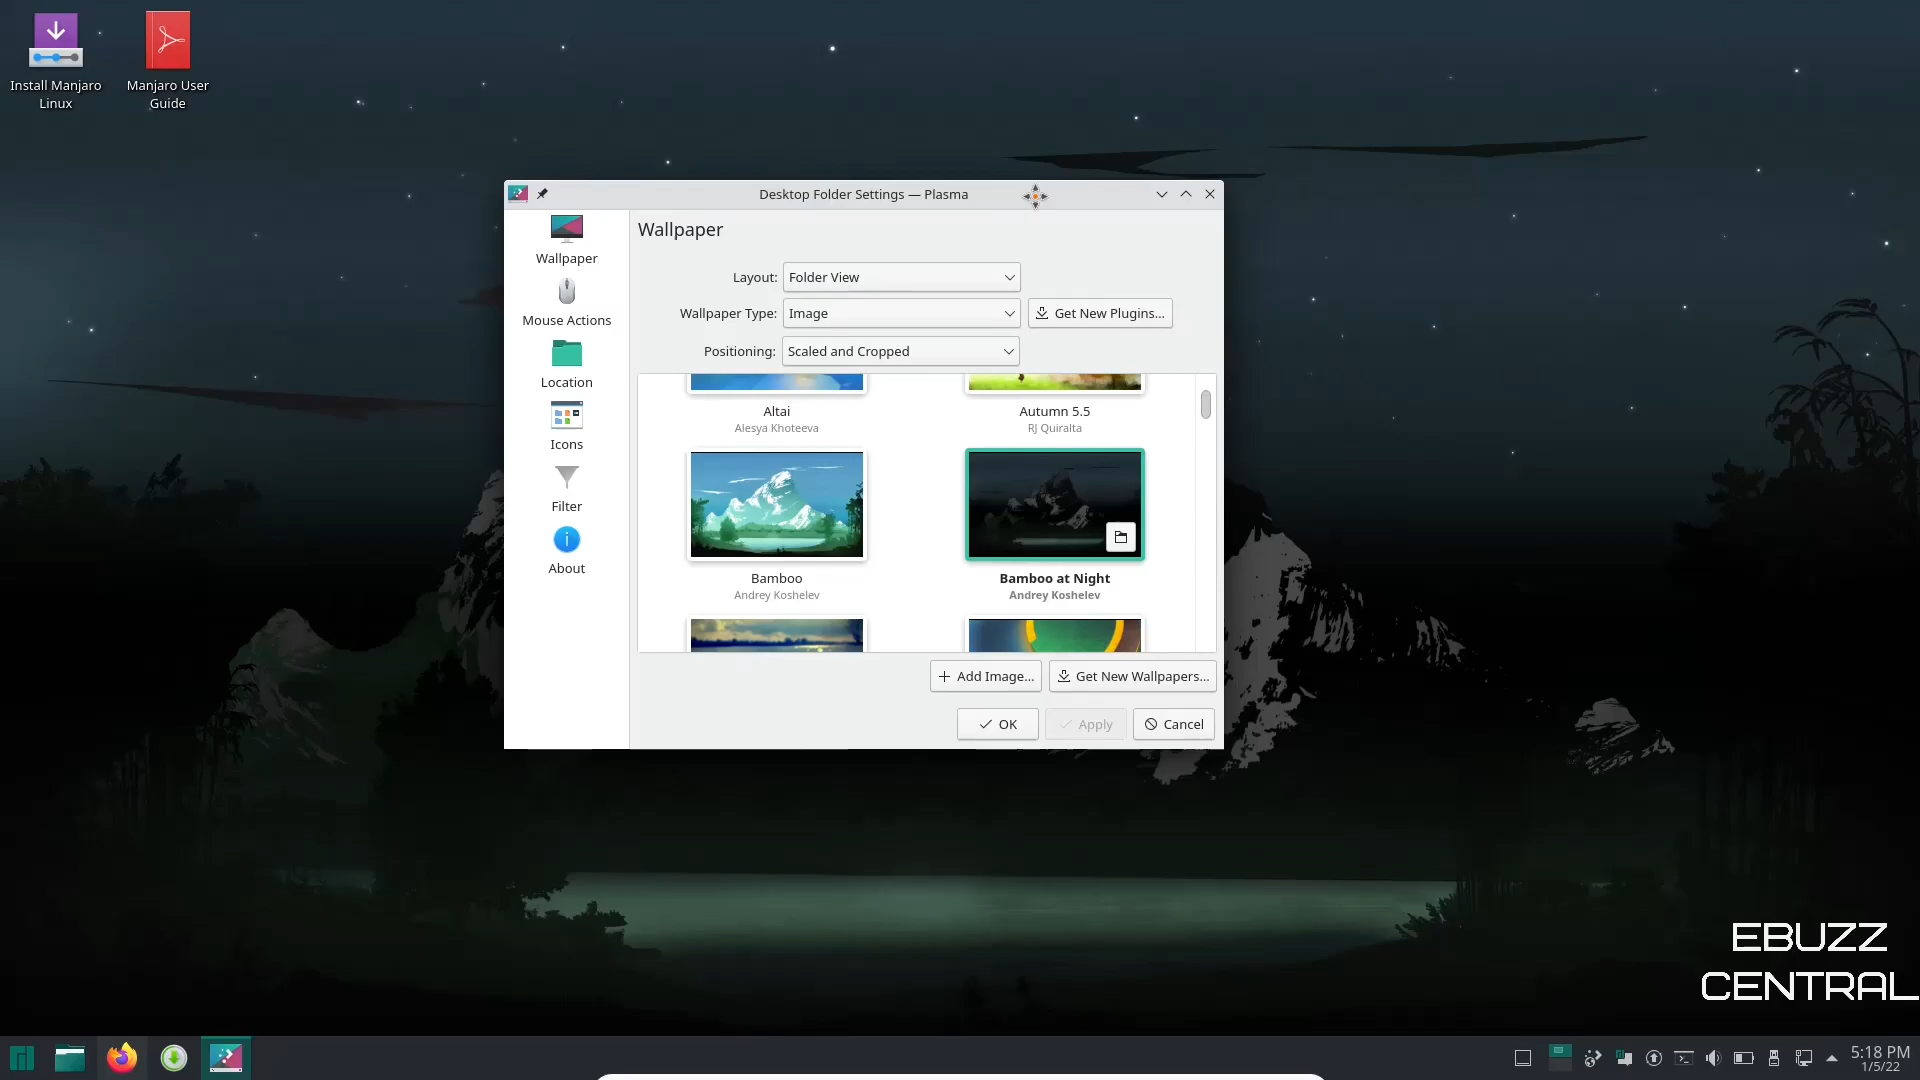 Install Manjaro
Linux
Manjaro User
Guide
Desktop Folder Settings — Plasma
Wallpaper
Mouse Actions
Location
Icons
Filter
About
Wallpaper
Layout: Folder View
Wallpaper Type: Image Get New Plugins...
Positioning: Scaled and Cropped
Altai
Alesya Khoteeva
Autumn 5.5
RJ Quiralta
Bamboo
Andrey Koshelev
Bamboo at Night
Andrey Koshelev
Add Image... Get New Wallpapers...
OK Apply Cancel
EBUZZ
CENTRAL
5:18 PM
1/5/22